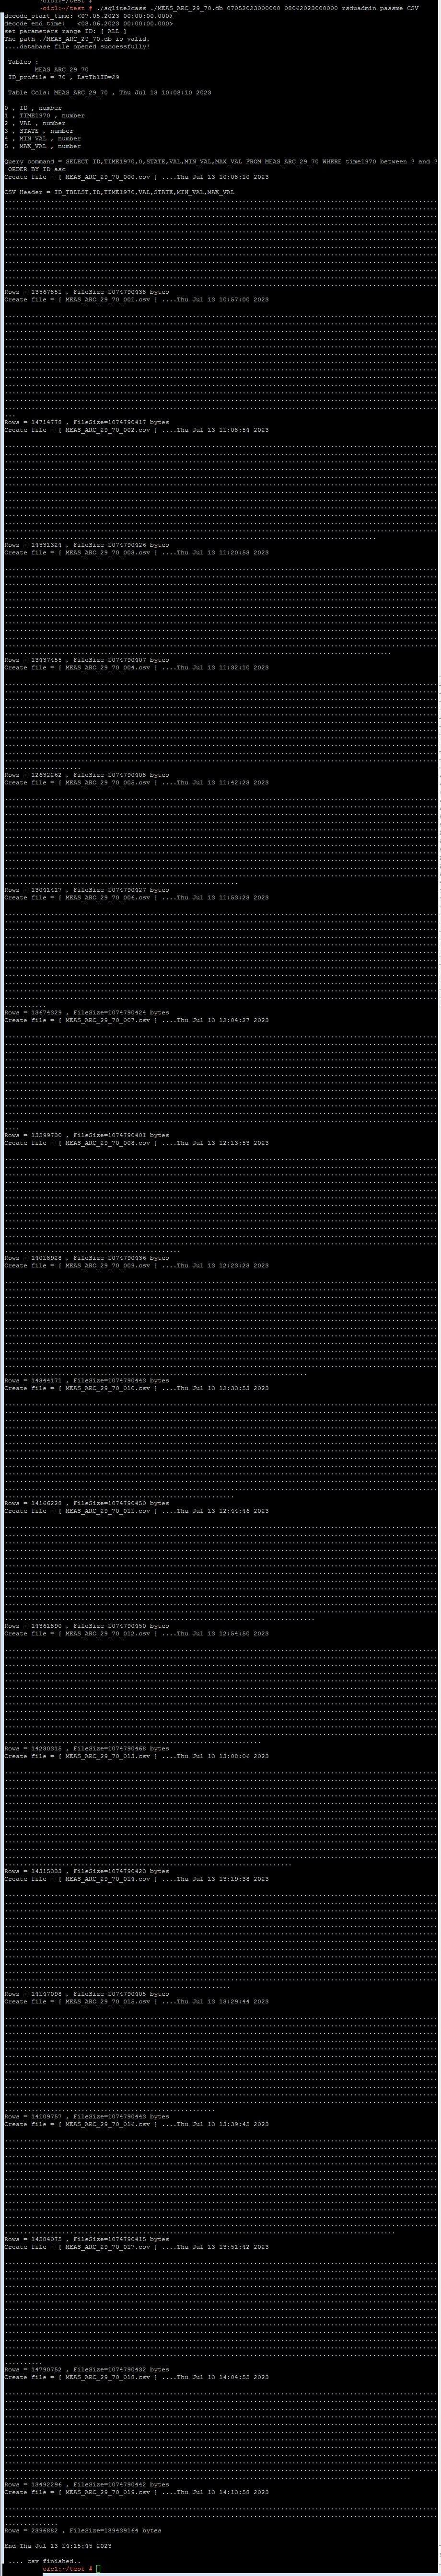 oic1:~/test #
oic1:~/test # ./sqlite2cass ./MEAS_ARC_29_70.db 07052023000000 08062023000000 rsduadmin passme CSV
decode_start_time: <07.05.2023 00:00:00.000>
decode_end_time:   <08.06.2023 00:00:00.000>
set parameters range ID: [ ALL ]
The path ./MEAS_ARC_29_70.db is valid.
....database file opened successfully!
Tables :
MEAS_ARC_29_70
ID_profile = 70 , LstTblID=29
Table Cols: MEAS_ARC_29_70 , Thu Jul 13 10:08:10 2023
0 , ID , number
1 , TIME1970 , number
2 , VAL , number
3 , STATE , number
4 , MIN_VAL , number
5 , MAX_VAL , number
Query command = SELECT ID,TIME1970,0,STATE,VAL,MIN_VAL,MAX_VAL FROM MEAS_ARC_29_70 WHERE time1970 between ? and ?
ORDER BY ID asc
Create file = [ MEAS_ARC_29_70_000.csv ] ....Thu Jul 13 10:08:10 2023
CSV Header = ID_TBLLST,ID,TIME1970,VAL,STATE,MIN_VAL,MAX_VAL
Rows = 13567851 , FileSize=1074790438 bytes
Create file = [ MEAS_ARC_29_70_001.csv ] ....Thu Jul 13 10:57:00 2023
Rows = 14714778 , FileSize=1074790417 bytes
Create file = [ MEAS_ARC_29_70_002.csv ] ....Thu Jul 13 11:08:54 2023
Rows = 14531324 , FileSize=1074790426 bytes
Create file = [ MEAS_ARC_29_70_003.csv ] ....Thu Jul 13 11:20:53 2023
Rows = 13437455 , FileSize=1074790407 bytes
Create file = [ MEAS_ARC_29_70_004.csv ] ....Thu Jul 13 11:32:10 2023
Rows = 12632262 , FileSize=1074790408 bytes
Create file = [ MEAS_ARC_29_70_005.csv ] ....Thu Jul 13 11:42:23 2023
Rows = 13041417 , FileSize=1074790427 bytes
Create file = [ MEAS_ARC_29_70_006.csv ] ....Thu Jul 13 11:53:23 2023
Rows = 13674329 , FileSize=1074790424 bytes
Create file = [ MEAS_ARC_29_70_007.csv ] ....Thu Jul 13 12:04:27 2023
Rows = 13599730 , FileSize=1074790401 bytes
Create file = [ MEAS_ARC_29_70_008.csv ] ....Thu Jul 13 12:13:53 2023
Rows = 14018928 , FileSize=1074790436 bytes
Create file = [ MEAS_ARC_29_70_009.csv ] ....Thu Jul 13 12:23:23 2023
Rows = 14344171 , FileSize=1074790443 bytes
Create file = [ MEAS_ARC_29_70_010.csv ] ....Thu Jul 13 12:33:53 2023
Rows = 14166228 , FileSize=1074790450 bytes
Create file = [ MEAS_ARC_29_70_011.csv ] ....Thu Jul 13 12:44:46 2023
Rows = 14361890 , FileSize=1074790450 bytes
Create file = [ MEAS_ARC_29_70_012.csv ] ....Thu Jul 13 12:54:50 2023
Rows = 14230315 , FileSize=1074790468 bytes
Create file = [ MEAS_ARC_29_70_013.csv ] ....Thu Jul 13 13:08:06 2023
Rows = 14315333 , FileSize=1074790423 bytes
Create file = [ MEAS_ARC_29_70_014.csv ] ....Thu Jul 13 13:19:38 2023
Rows = 14147098 , FileSize=1074790405 bytes
Create file = [ MEAS_ARC_29_70_015.csv ] ....Thu Jul 13 13:29:44 2023
Rows = 14109757 , FileSize=1074790443 bytes
Create file = [ MEAS_ARC_29_70_016.csv ] ....Thu Jul 13 13:39:45 2023
Rows = 14584075 , FileSize=1074790415 bytes
Create file = [ MEAS_ARC_29_70_017.csv ] ....Thu Jul 13 13:51:42 2023
Rows = 14790752 , FileSize=1074790432 bytes
Create file = [ MEAS_ARC_29_70_018.csv ] ....Thu Jul 13 14:04:55 2023
Rows = 13492296 , FileSize=1074790442 bytes
Create file = [ MEAS_ARC_29_70_019.csv ] ....Thu Jul 13 14:13:58 2023
Rows = 2396882 , FileSize=189439164 bytes
End=Thu Jul 13 14:15:45 2023
.... csv finished..
oic1:~/test #